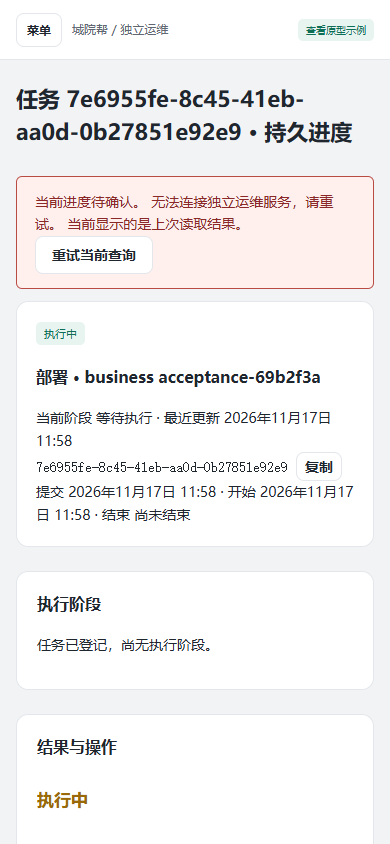 菜单
城院帮 / 独立运维
查看原型示例
任务 7e6955fe-8c45-41eb-
aa0d-0b27851e92e9 • 持久进度
当前进度待确认。 无法连接独立运维服务，请重
试。 当前显示的是上次读取结果。
重试当前查询
执行中
部署 • business acceptance-69b2f3a
当前阶段 等待执行 · 最近更新 2026年11月17日
11:58
7e6955fe-8c45-41eb-aa0d-0b27851e92e9 复制
提交 2026年11月17日 11:58 · 开始 2026年11月17
日 11:58 · 结束 尚未结束
执行阶段
任务已登记，尚无执行阶段。
结果与操作
执行中